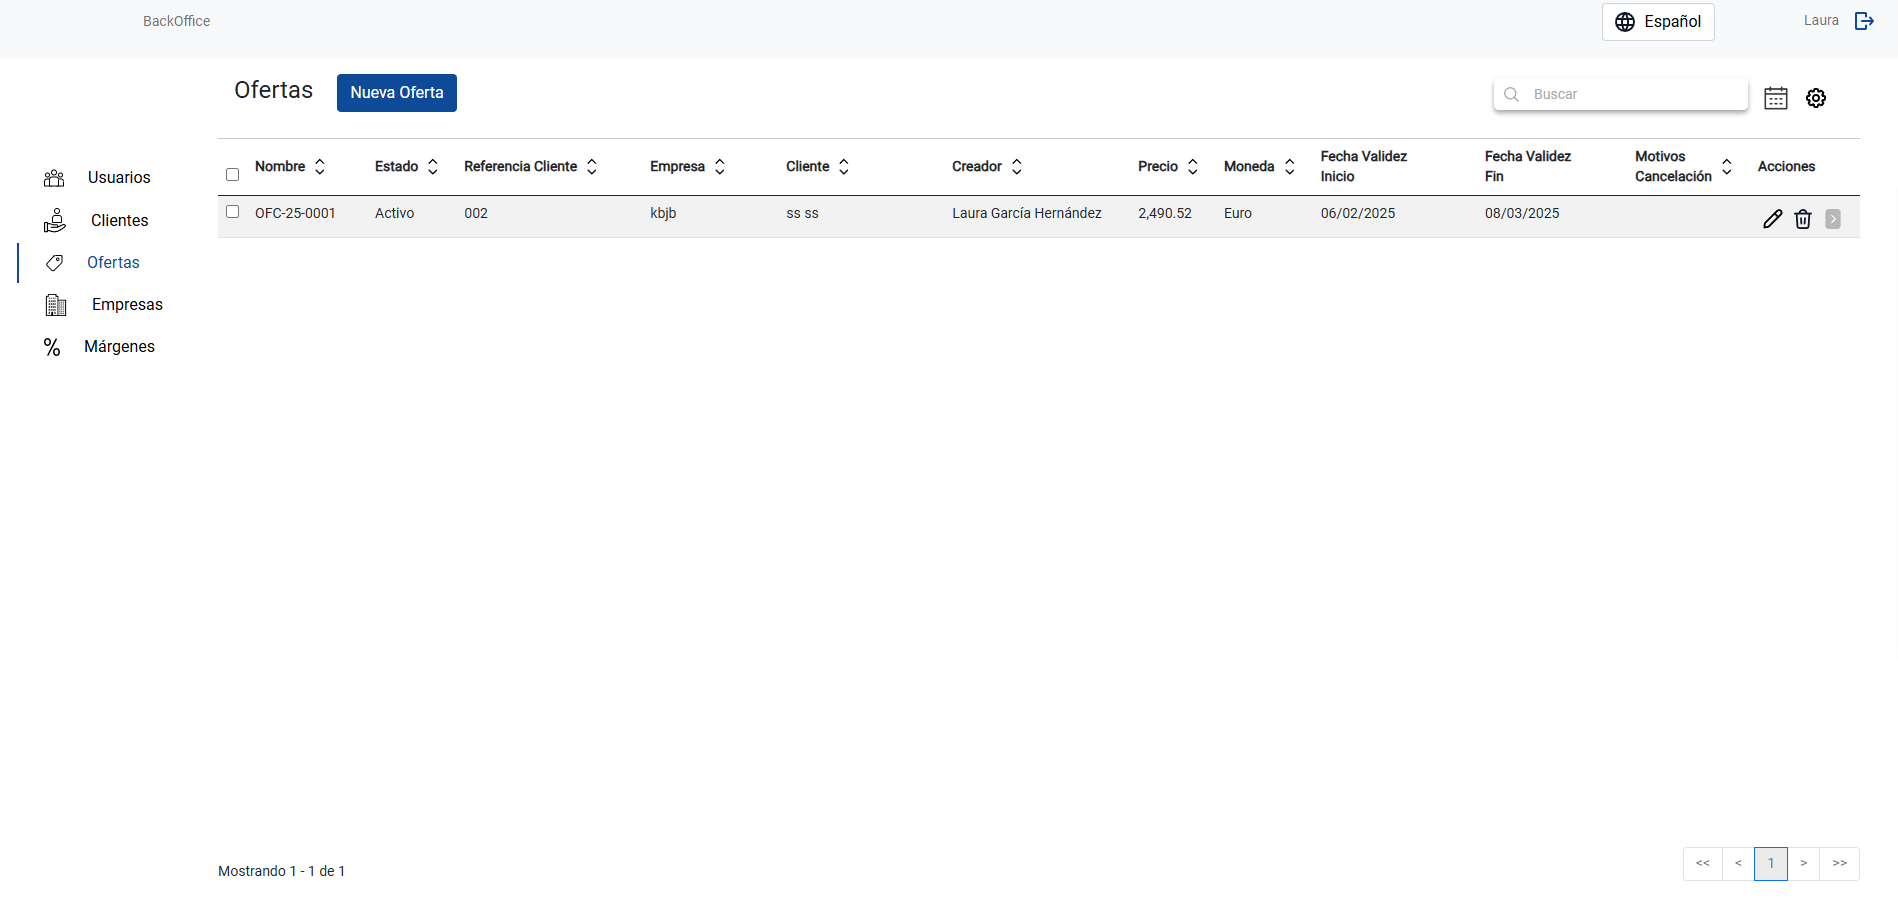 BackOffice
Español
Laura
Ofertas
Nueva Oferta
Buscar
Usuarios
Clientes
Ofertas
Empresas
Márgenes
Nombre Estado Referencia Cliente Empresa Cliente Creador Precio Moneda Fecha Validez Inicio Fecha Validez Fin Motivos Cancelación Acciones
OFC-25-0001 Activo 002 kbjb ss ss Laura García Hernández 2,490.52 Euro 06/02/2025 08/03/2025
Mostrando 1 - 1 de 1
<< < 1 > >>